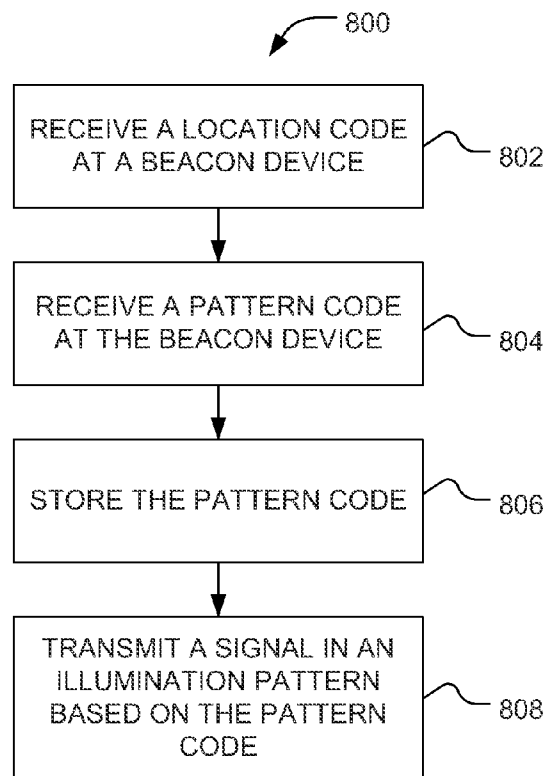 800
RECEIVE A LOCATION CODE
AT A BEACON DEVICE
802
RECEIVE A PATTERN CODE
AT THE BEACON DEVICE
804
STORE THE PATTERN CODE
806
TRANSMIT A SIGNAL IN AN
ILLUMINATION PATTERN
BASED ON THE PATTERN
CODE
808